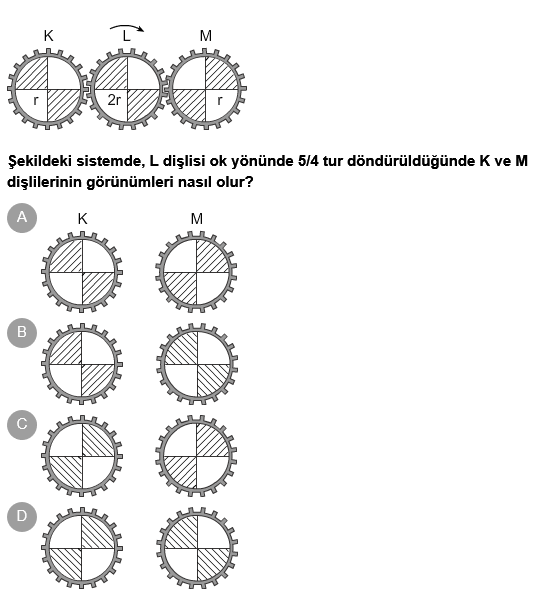 K L M
r 2r r
Şekildeki sistemde, L dişlisi ok yönünde 5/4 tur döndürüldüğünde K ve M
dişlilerinin görünümleri nasıl olur?
K M
A
B
C
D